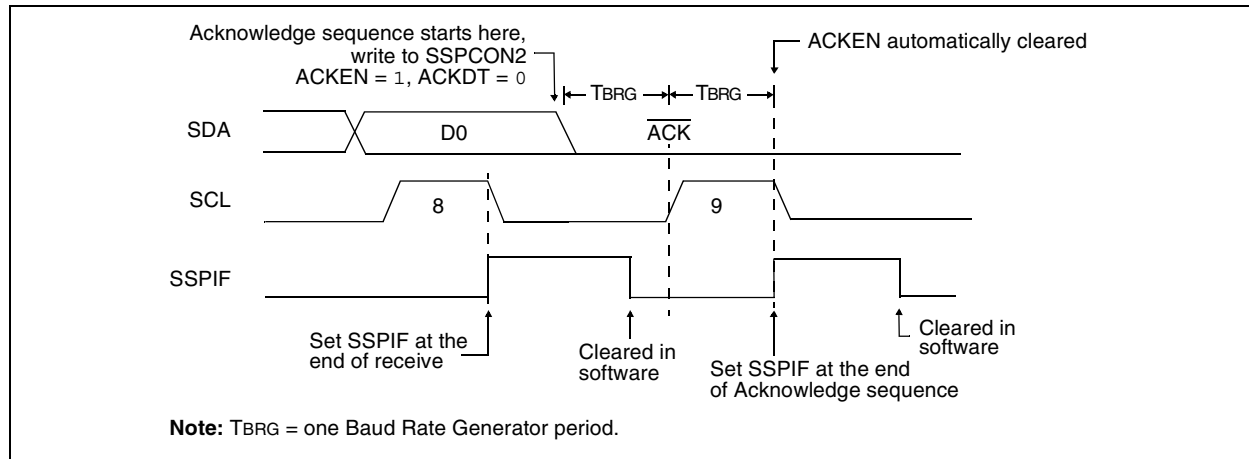 Acknowledge sequence starts here,
write to SSPCON2
ACKEN = 1, ACKDT = 0
ACKEN automatically cleared
TBRG
TBRG
SDA
D0
ACK
SCL
8
9
SSPIF
Set SSPIF at the
end of receive
Cleared in
software
Set SSPIF at the end
of Acknowledge sequence
Cleared in
software
Note: TBRG = one Baud Rate Generator period.